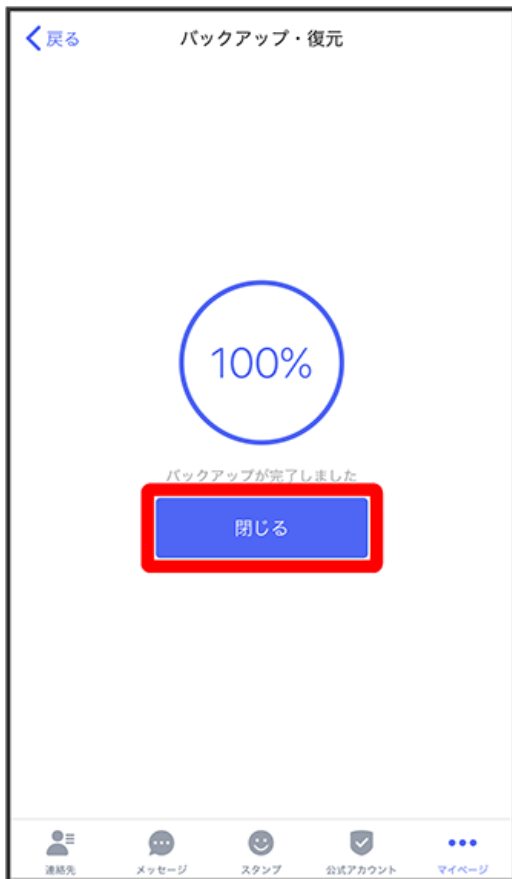 戻る
バックアップ・復元
100%
バックアップが完了しました
閉じる
連絡先
メッセージ
スタンプ
公式アカウント
マイページ